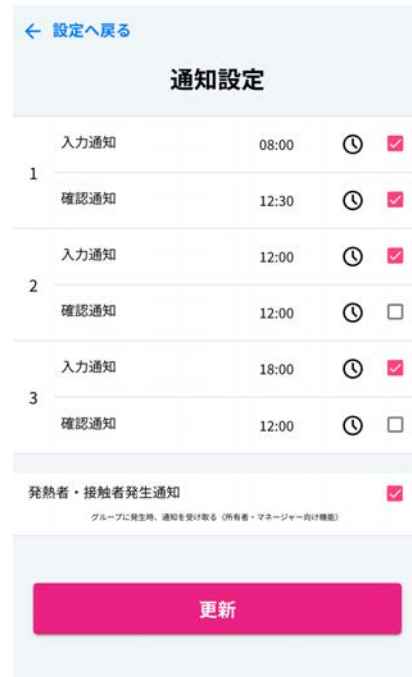 ← 設定へ戻る
通知設定
1
入力通知 08:00
確認通知 12:30
2
入力通知 12:00
確認通知 12:00
3
入力通知 18:00
確認通知 12:00
発熱者・接触者発生通知
グループに発生時、通知を受け取る（所有者・マネージャー向け機能）
更新